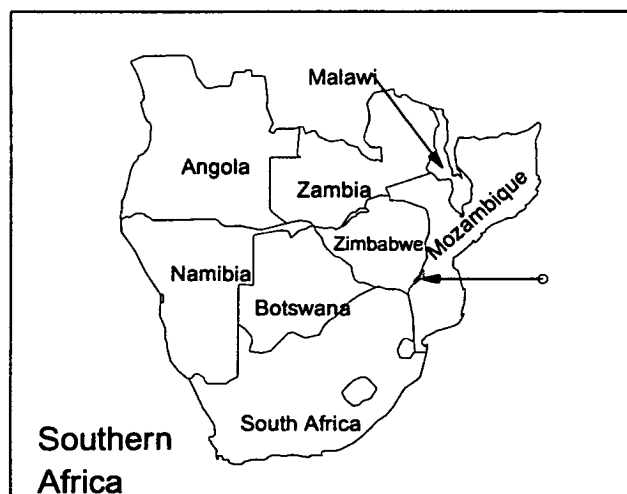 Malawi
Angola
Zambia
Mozambique
Zimbabwe
Namibia
Botswana
South Africa
Southern
Africa